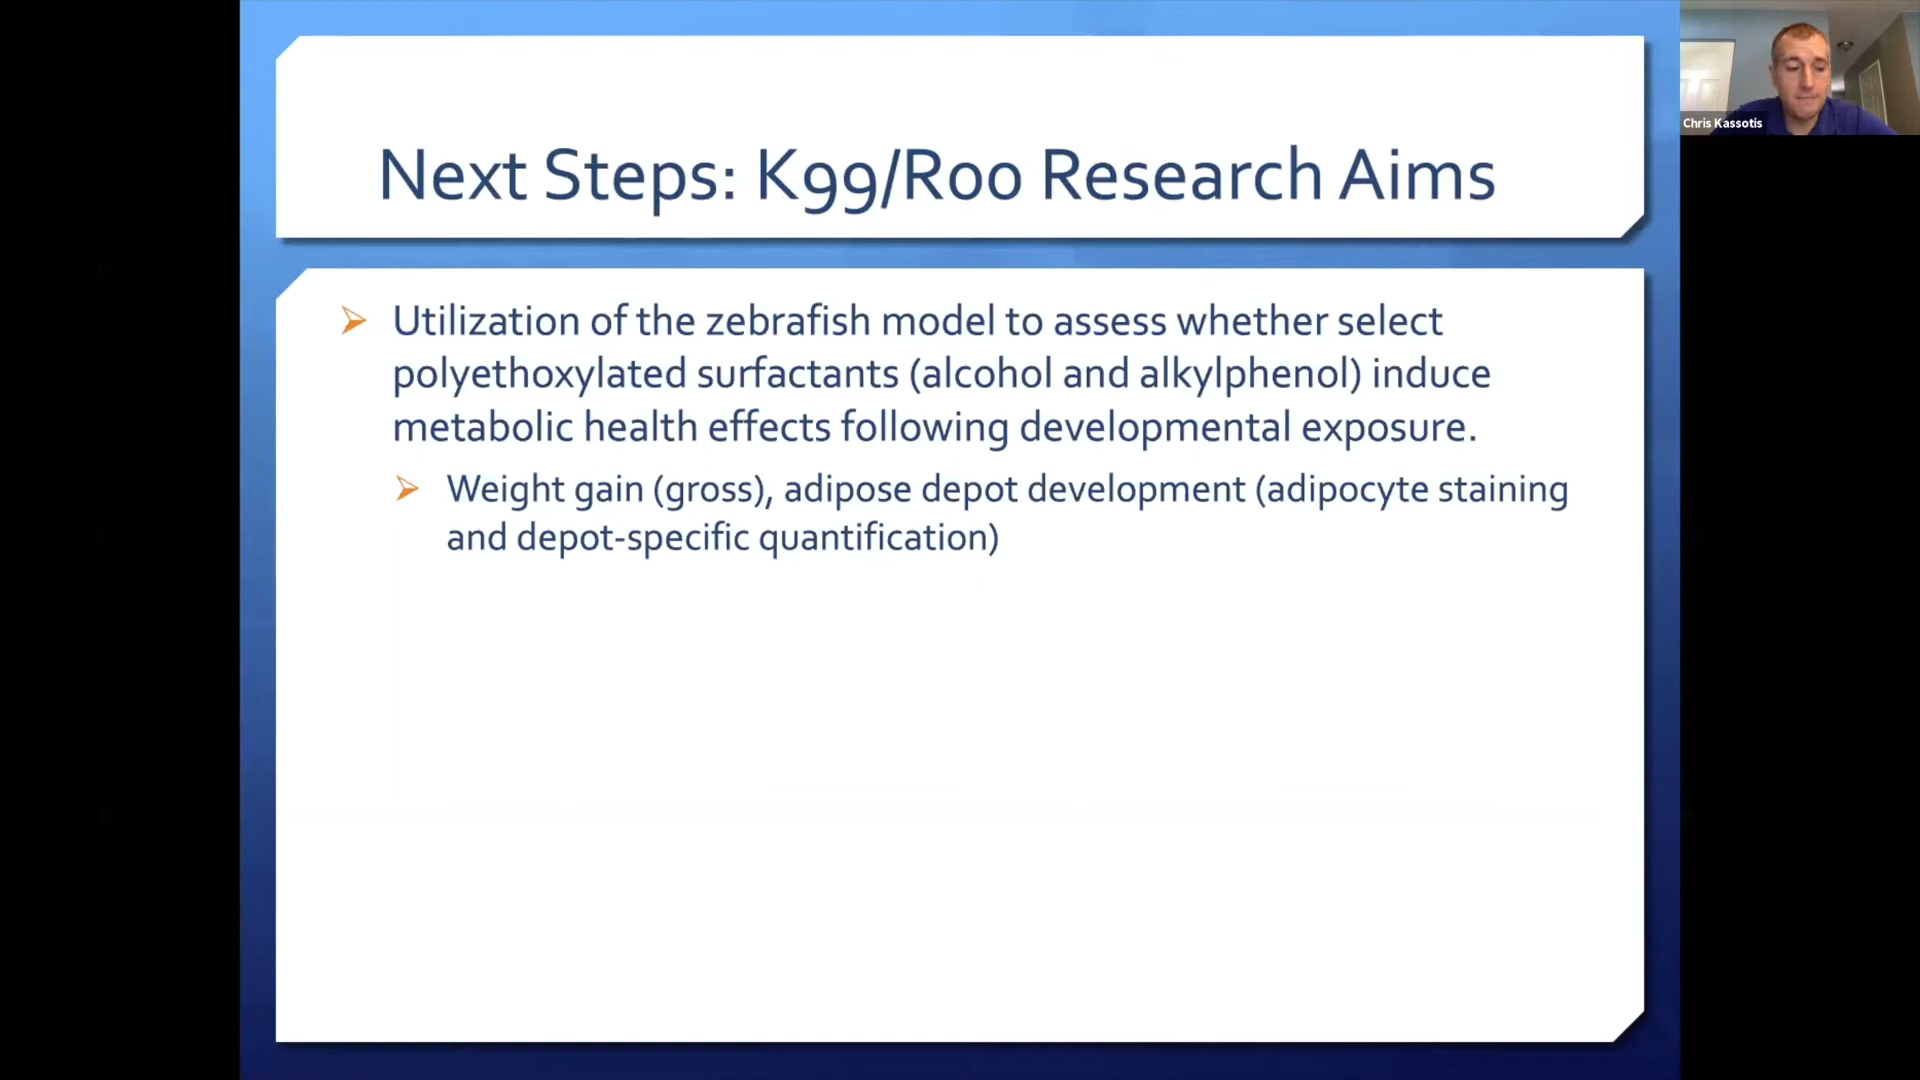 Next Steps: K99/R00 Research Aims
Chris Kassotis
Utilization of the zebrafish model to assess whether select
polyethoxylated surfactants (alcohol and alkylphenol) induce
metabolic health effects following developmental exposure.
Weight gain (gross), adipose depot development (adipocyte staining
and depot-specific quantification)